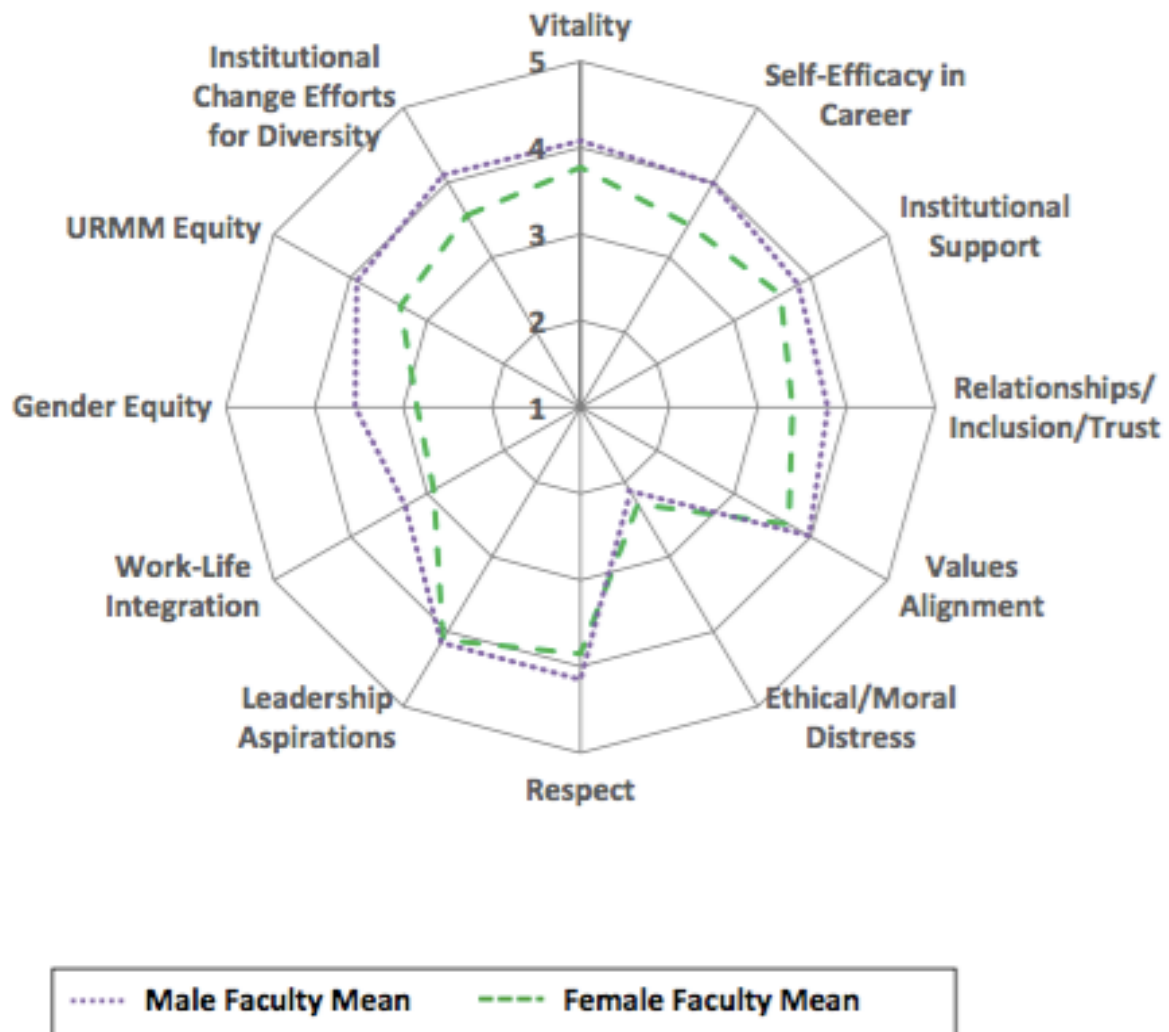 Vitality
5
4
3
2
1
Self-Efficacy in
Career
Institutional
Support
Relationships/
Inclusion/Trust
Values
Alignment
Ethical/Moral
Distress
Respect
Leadership
Aspirations
Work-Life
Integration
Gender Equity
URMM Equity
Institutional
Change Efforts
for Diversity
Male Faculty Mean
Female Faculty Mean